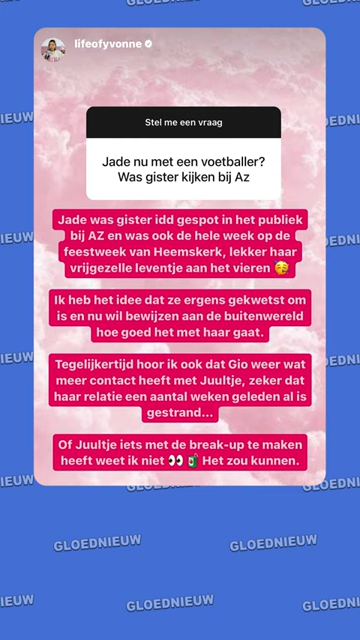 GLOEDNIEUW
lifeofyvonne
Stel me een vraag
Jade nu met een voetballer?
Was gister kijken bij Az
Jade was gister idd gespot in het publiek
bij AZ en was ook de hele week op de
feestweek van Heemskerk, lekker haar
vrijgezelle leventje aan het vieren 🥳
Ik heb het idee dat ze ergens gekwetst om
is en nu wil bewijzen aan de buitenwereld
hoe goed het met haar gaat.
Tegelijkertijd hoor ik ook dat Gio weer wat
meer contact heeft met Juultje, zeker dat
haar relatie een aantal weken geleden al is
gestrand...
Of Juultje iets met de break-up te maken
heeft weet ik niet 👀🧃 Het zou kunnen.
GLOEDNIEUW
GLOEDNIEUW
GLOEDNIEUW
GLOEDNIEUW